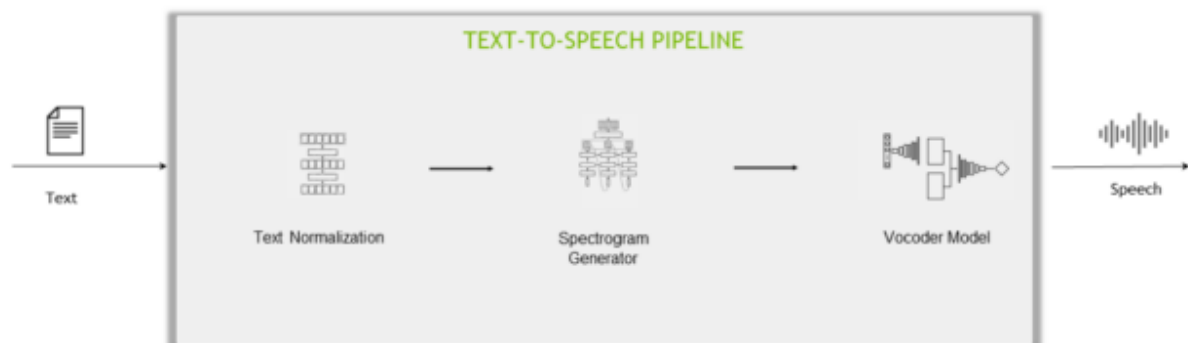 TEXT-TO-SPEECH PIPELINE
Text
Text Normalization
Spectrogram
Generator
Vocoder Model
Speech